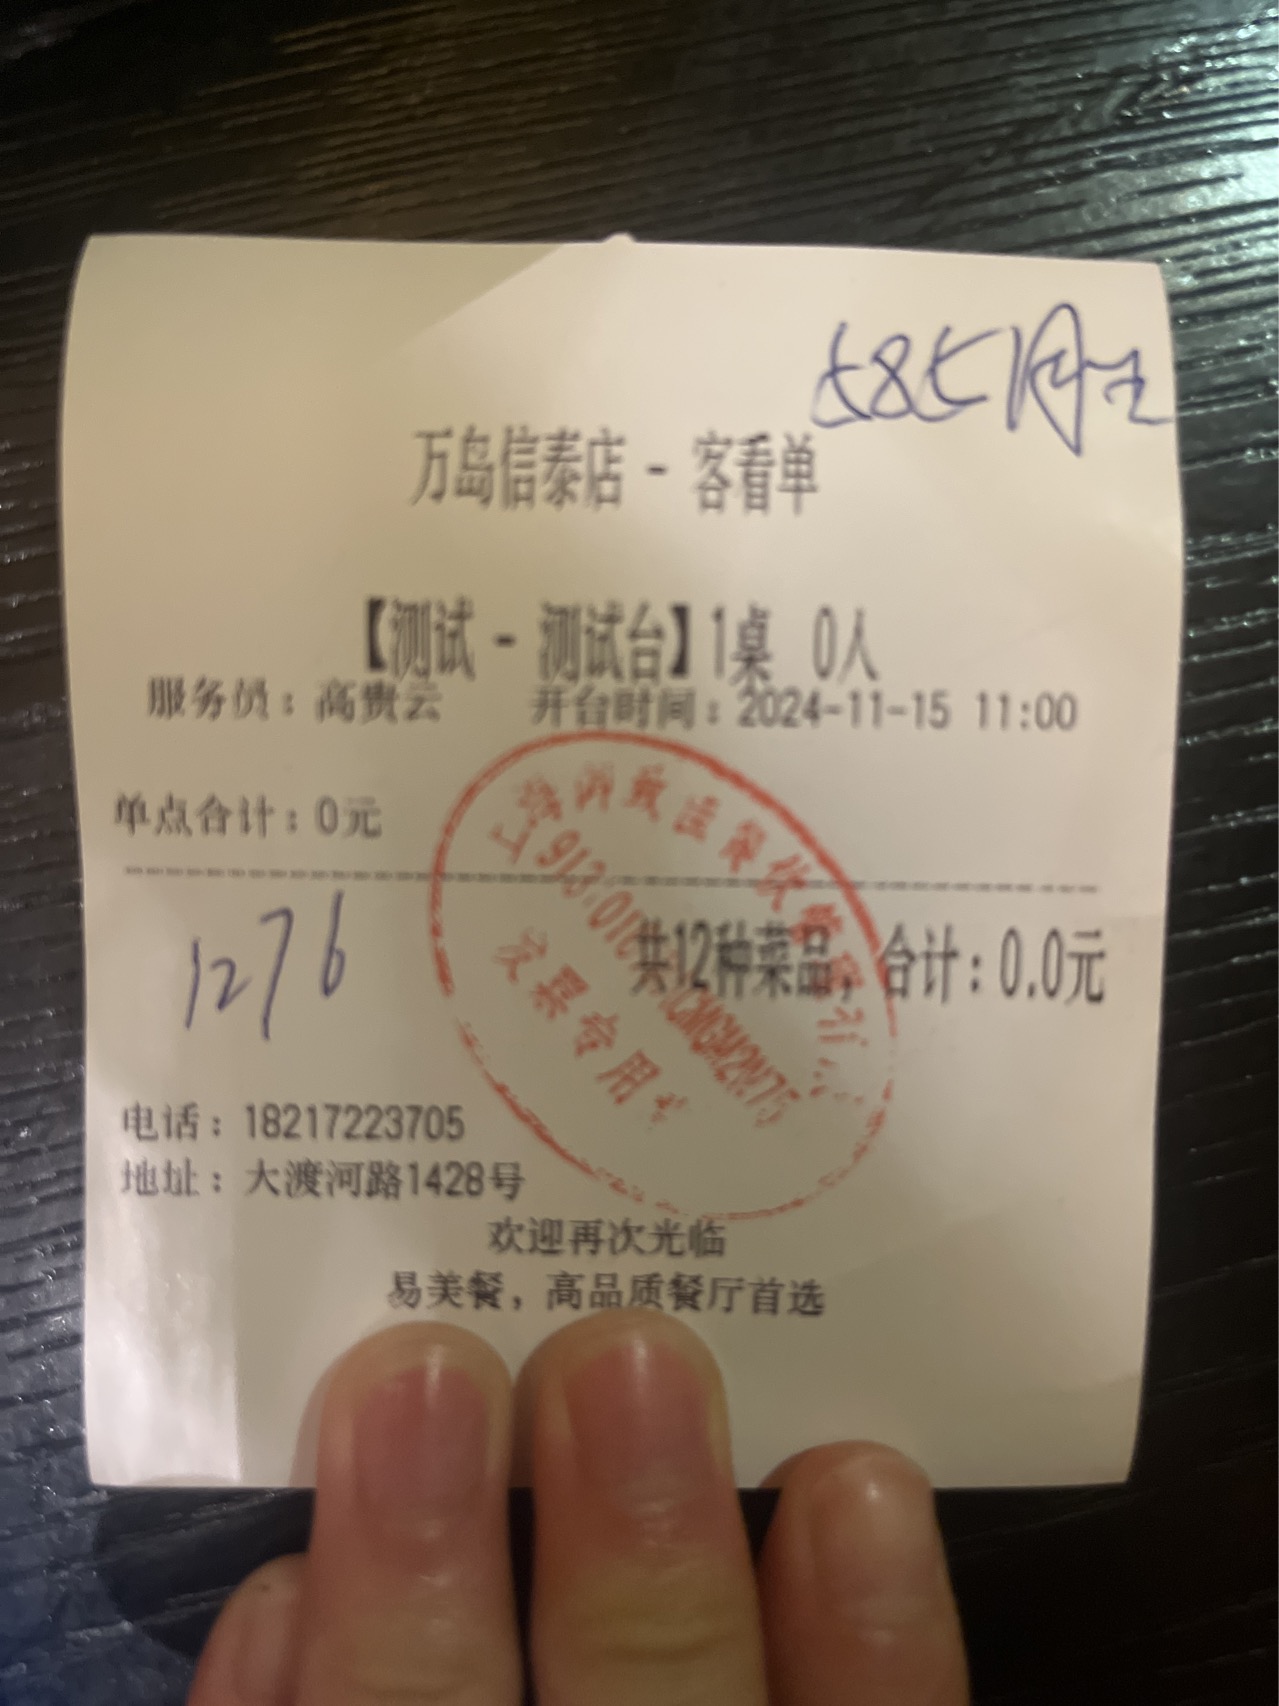 万岛信泰店 - 客看单
【测试 - 测试台】1桌 0人
服务员：高贵云 开台时间：2024-11-15 11:00
单点合计：0元
共12种菜品，合计：0.0元
1276
发票专用
电话：18217223705
地址：大渡河路1428号
欢迎再次光临
易美餐，高品质餐厅首选